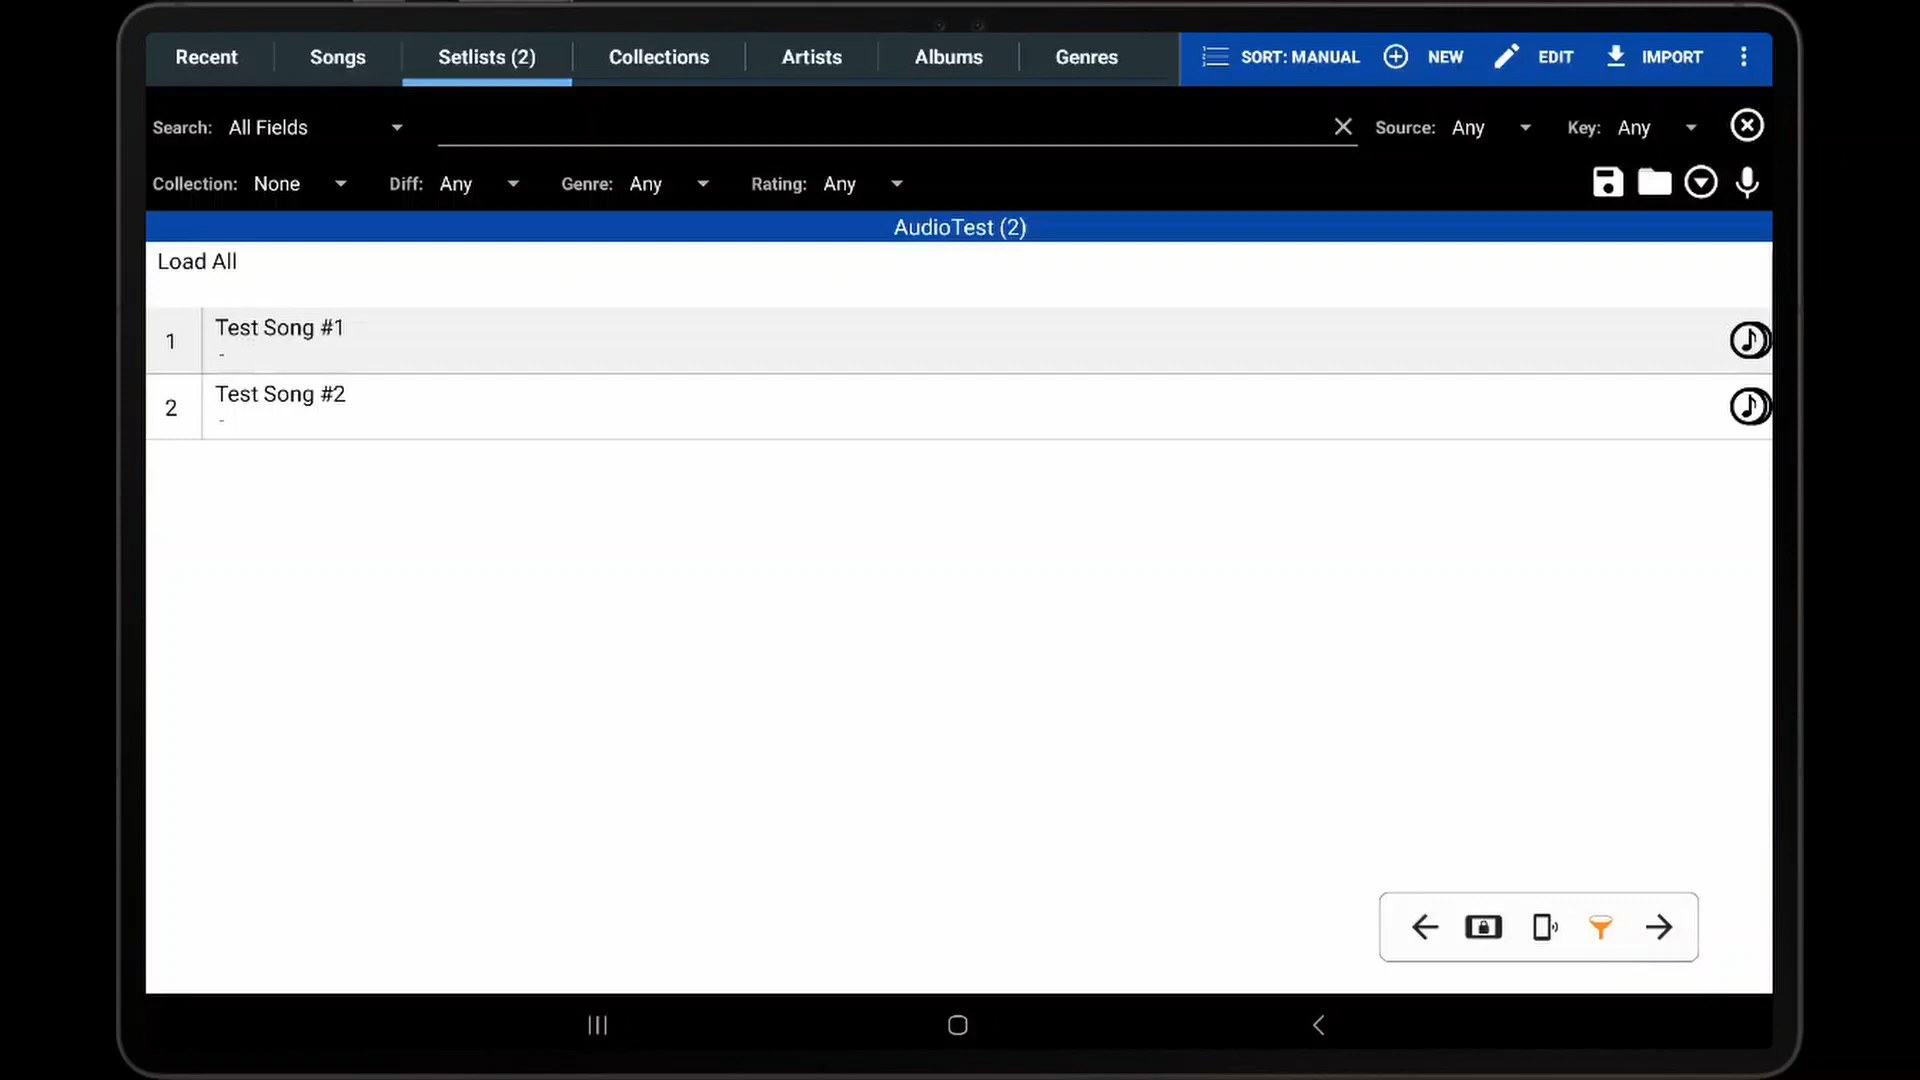 Recent Songs Setlists (2) Collections Artists Albums Genres SORT: MANUAL NEW EDIT IMPORT
Search: All Fields Source: Any Key: Any
Collection: None Diff: Any Genre: Any Rating: Any
AudioTest (2)
Load All
1 Test Song #1
-
2 Test Song #2
-